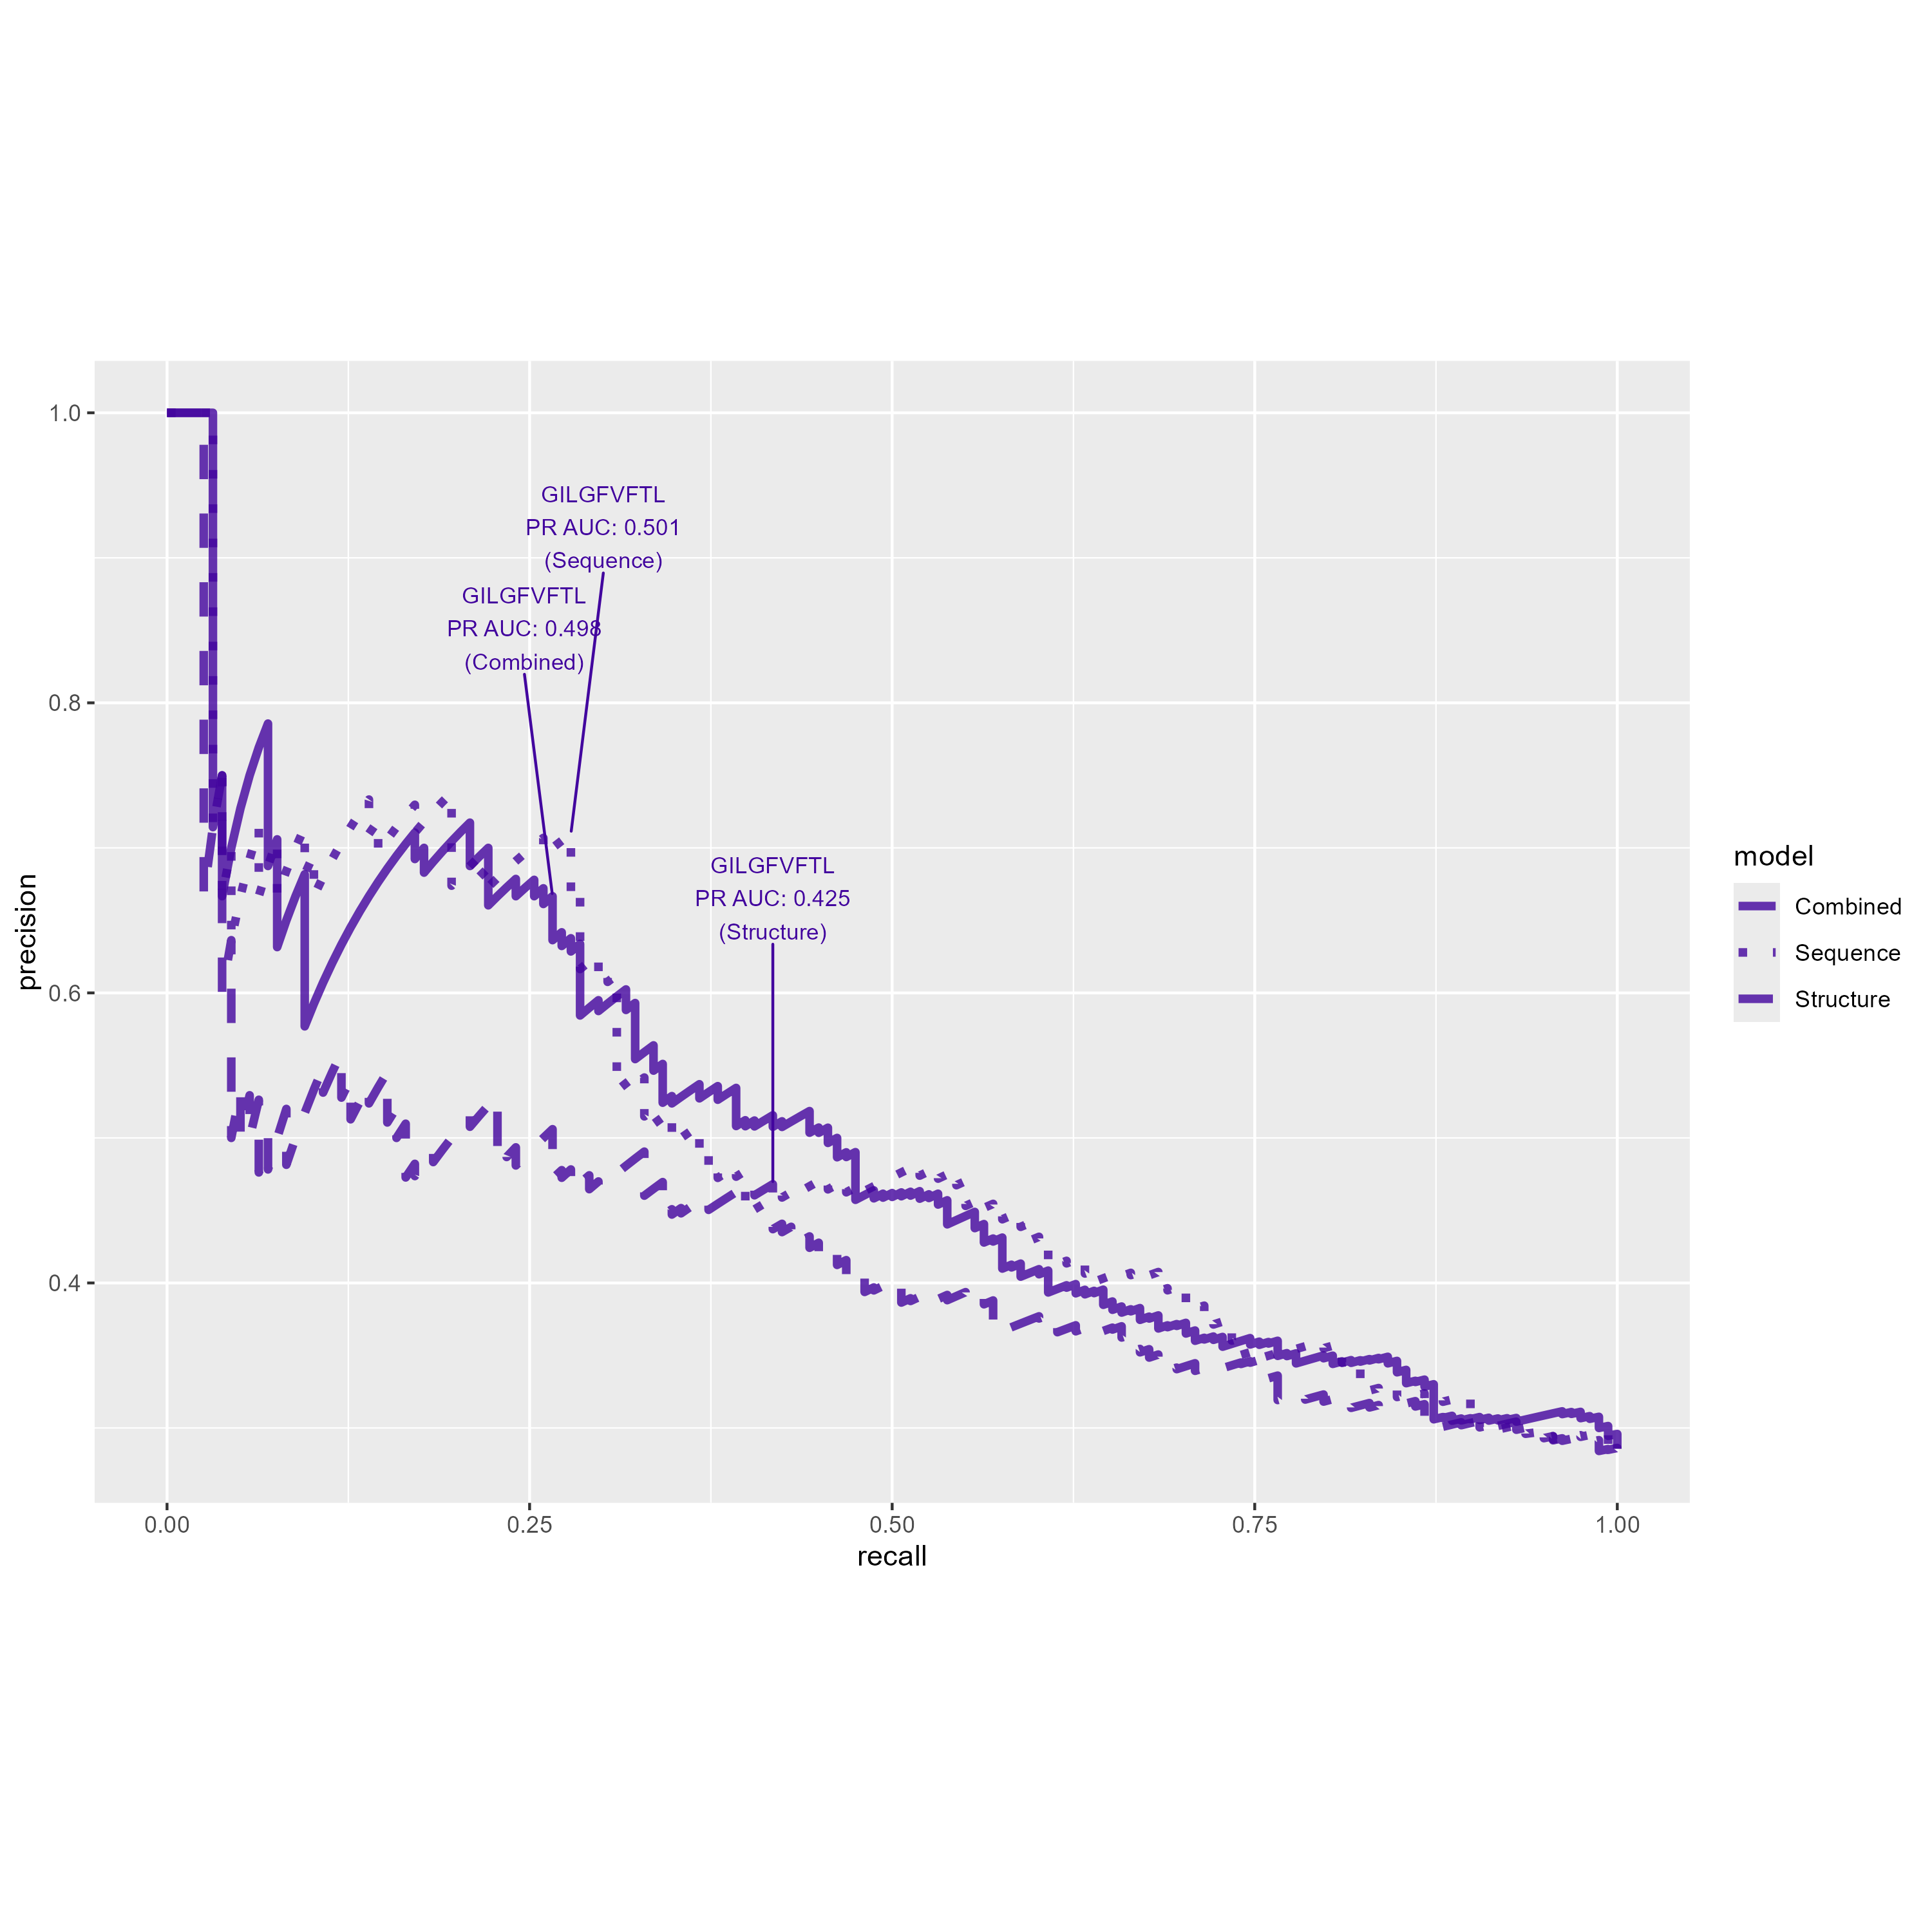 GILGFVFTL
PR AUC: 0.501
(Sequence)
GILGFVFTL
PR AUC: 0.498
(Combined)
GILGFVFTL
PR AUC: 0.425
(Structure)
1.0
0.8
0.6
0.4
precision
0.00
0.25
0.50
0.75
1.00
recall
model
Combined
Sequence
Structure